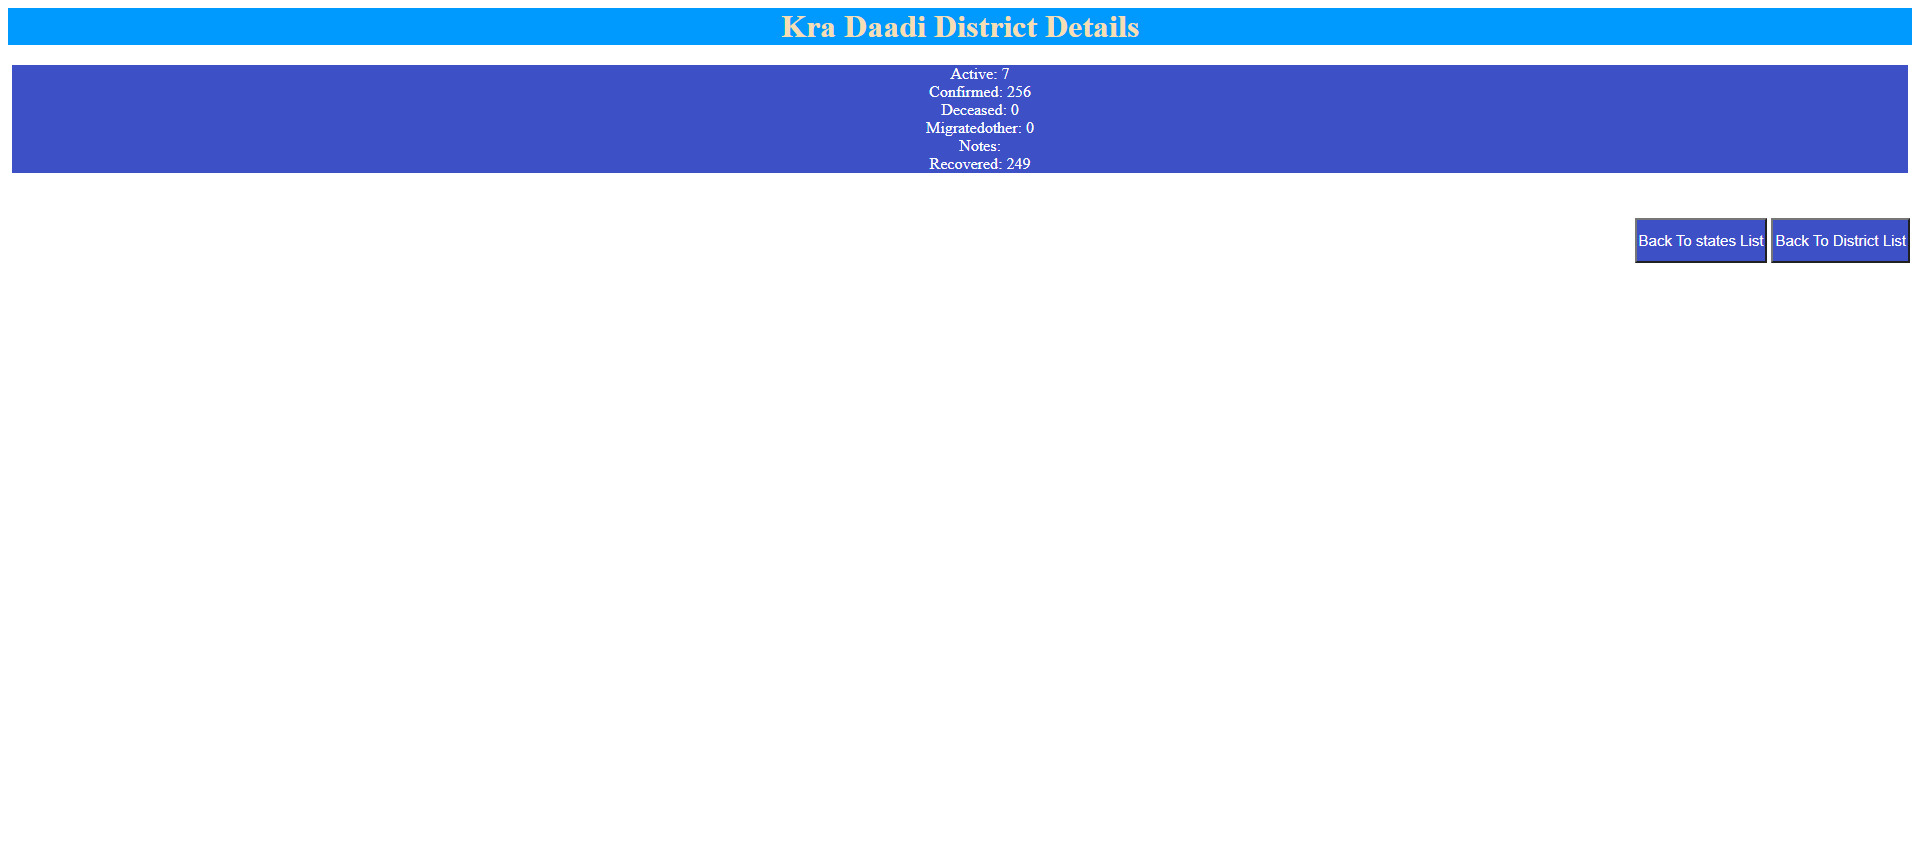 Kra Daadi District Details
Active: 7
Confirmed: 256
Deceased: 0
Migratedother: 0
Notes:
Recovered: 249
Back To states List
Back To District List